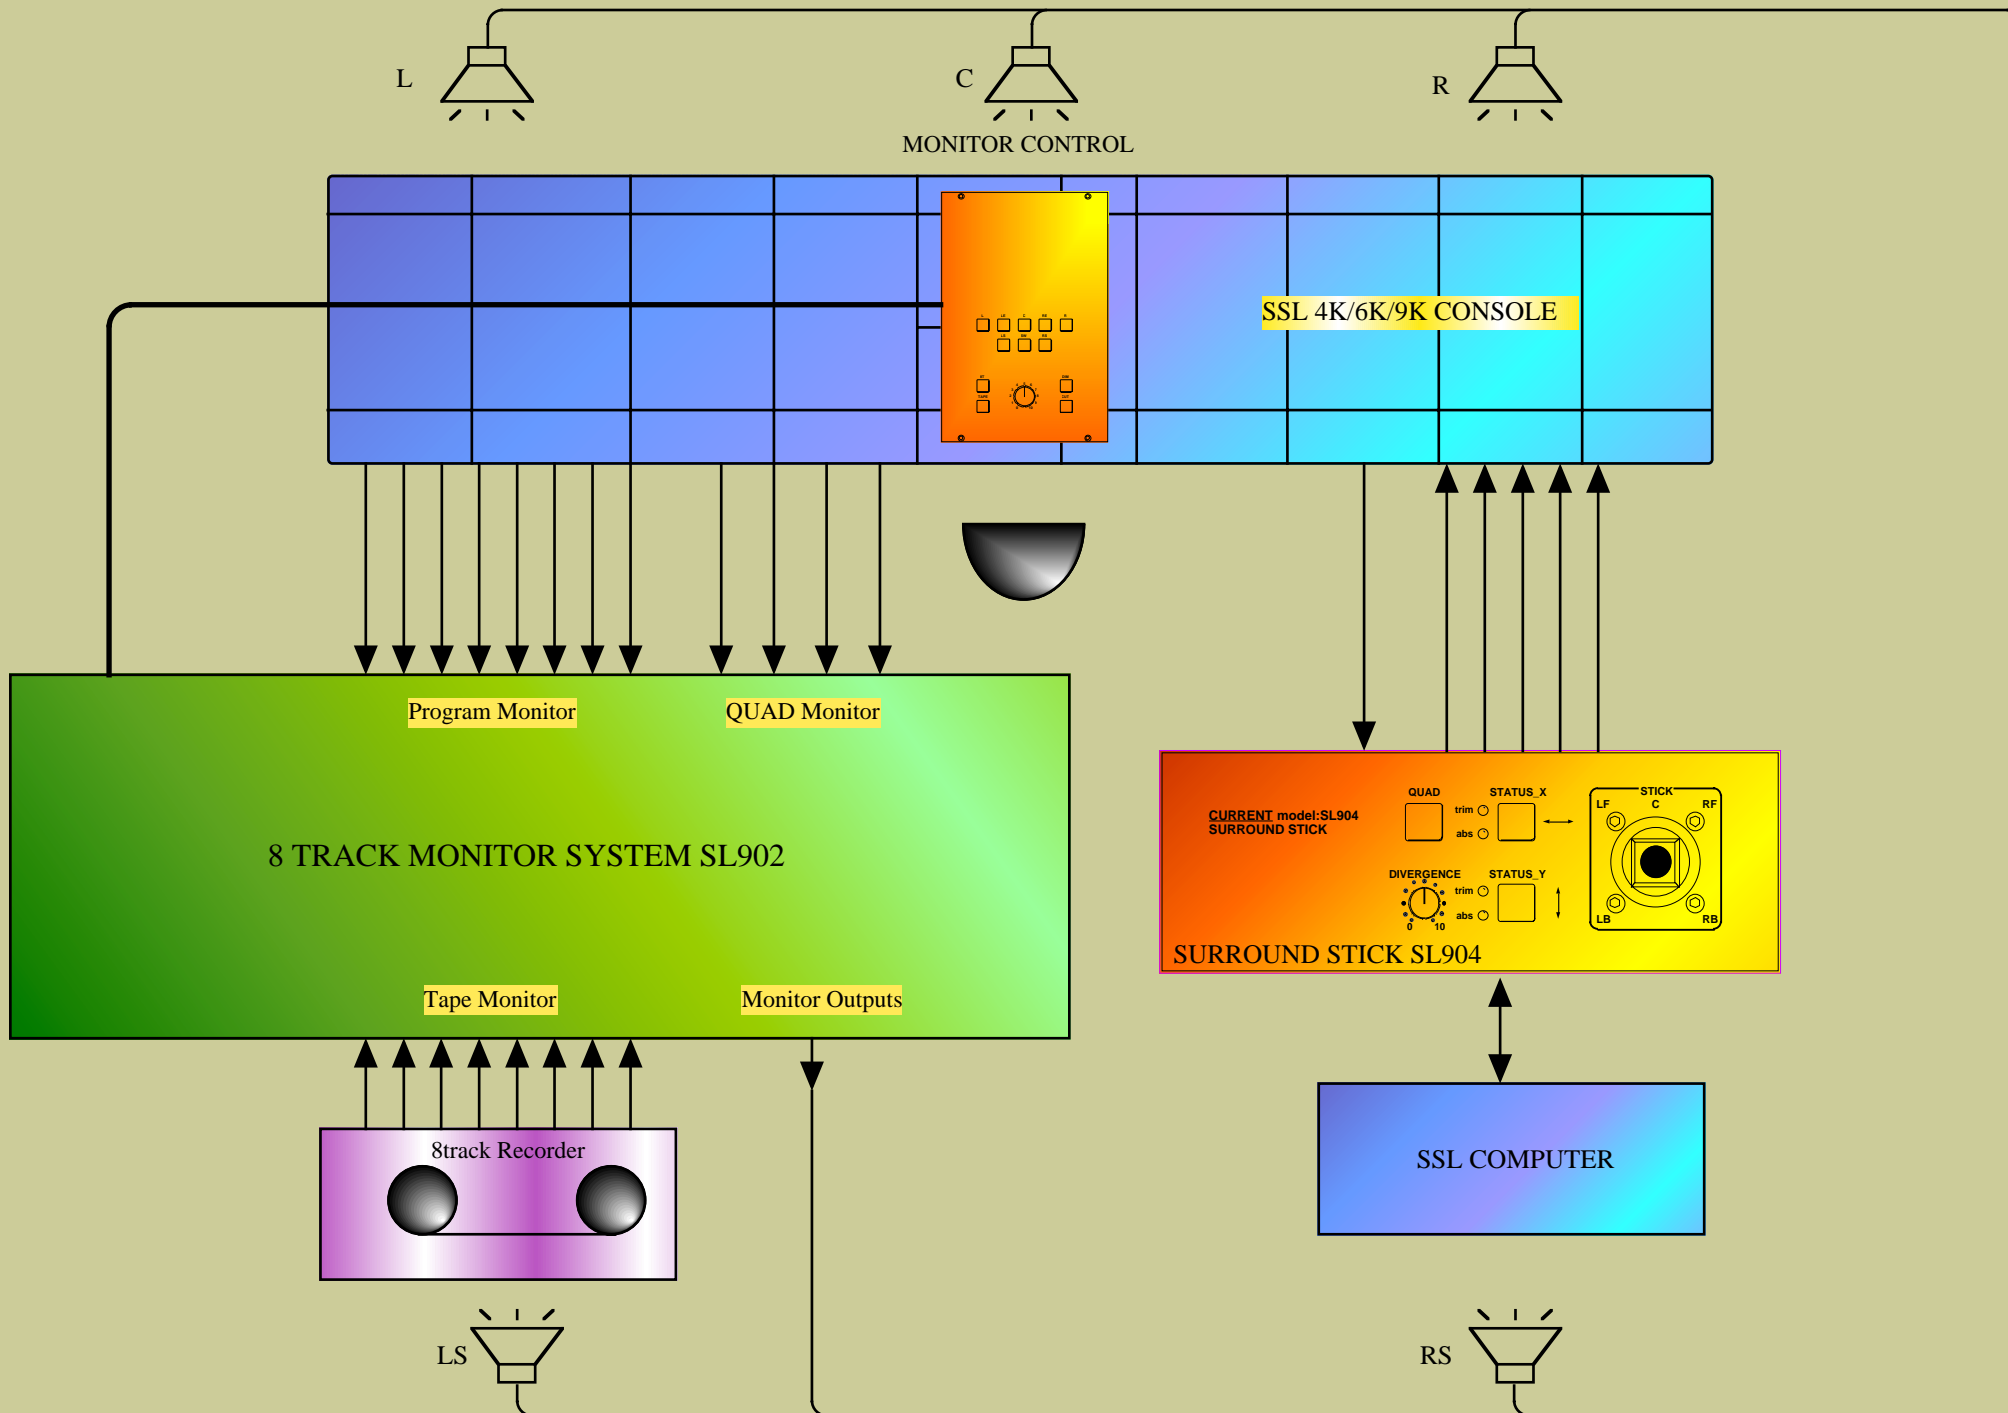 L
C
R
MONITOR CONTROL
SSL 4K/6K/9K CONSOLE
TAPE
Program Monitor
QUAD Monitor
8 TRACK MONITOR SYSTEM SL902
Tape Monitor
Monitor Outputs
CURRENT model:SL904
SURROUND STICK
QUAD
STATUS_X
trim
abs
DIVERGENCE
STATUS_Y
trim
abs
0 10
STICK
LF C RF
LB RB
SURROUND STICK SL904
8track Recorder
SSL COMPUTER
LS
RS